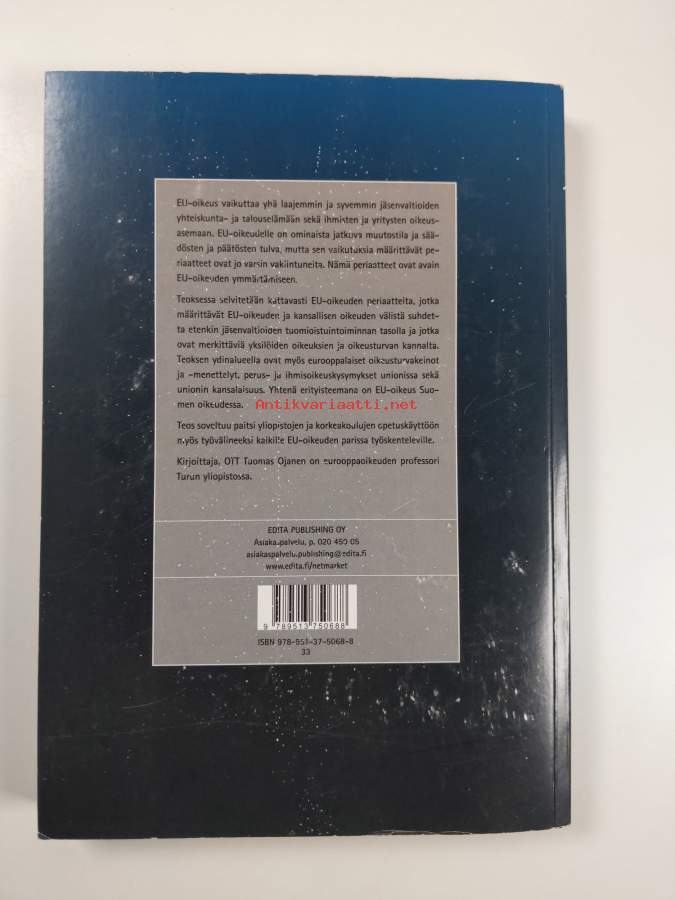 EU-oikeus vaikuttaa yhä laajemmin ja syvemmin jäsenvaltioiden
yhteiskunta- ja talouselämään sekä ihmisten ja yritysten oikeus-
asemaan. EU-oikeudelle on ominaista jatkuva muutostila ja sää-
dösten ja päätösten tulva, mutta sen vaikutuksia määrittävät pe-
riaatteet ovat jo varsin vakiintuneita. Nämä periaatteet ovat avain
EU-oikeuden ymmärtämiseen.
Teoksessa selvitetään kattavasti EU-oikeuden periaatteita, jotka
määrittävät EU-oikeuden ja kansallisen oikeuden välistä suhdet-
ta etenkin jäsenvaltioiden tuomioistuintoiminnan tasolla ja jotka
ovat merkittäviä yksilöiden oikeuksien ja oikeusturvan kannalta.
Teoksen ydinalueella ovat myös eurooppalaiset oikeusturvakeinot
ja -menettelyt, perus- ja ihmisoikeuskysymykset unionissa sekä
unionin kansalaisuus. Yhtenä erityisteemana on EU-oikeus Suo-
men oikeudessa.
Antikvariaatti.net
Teos soveltuu paitsi yliopistojen ja korkeakoulujen opetuskäyttöön
myös työvälineeksi kaikille EU-oikeuden parissa työskenteleville.
Kirjoittaja, OTT Tuomas Ojanen on eurooppaoikeuden professori
Turun yliopistossa.
EDITA PUBLISHING OY
Asiakaspalvelu, p. 020 450 05
asiakaspalvelu.publishing@edita.fi
www.edita.fi/netmarket
9 789513 750688
ISBN 978-951-37-5068-8
33